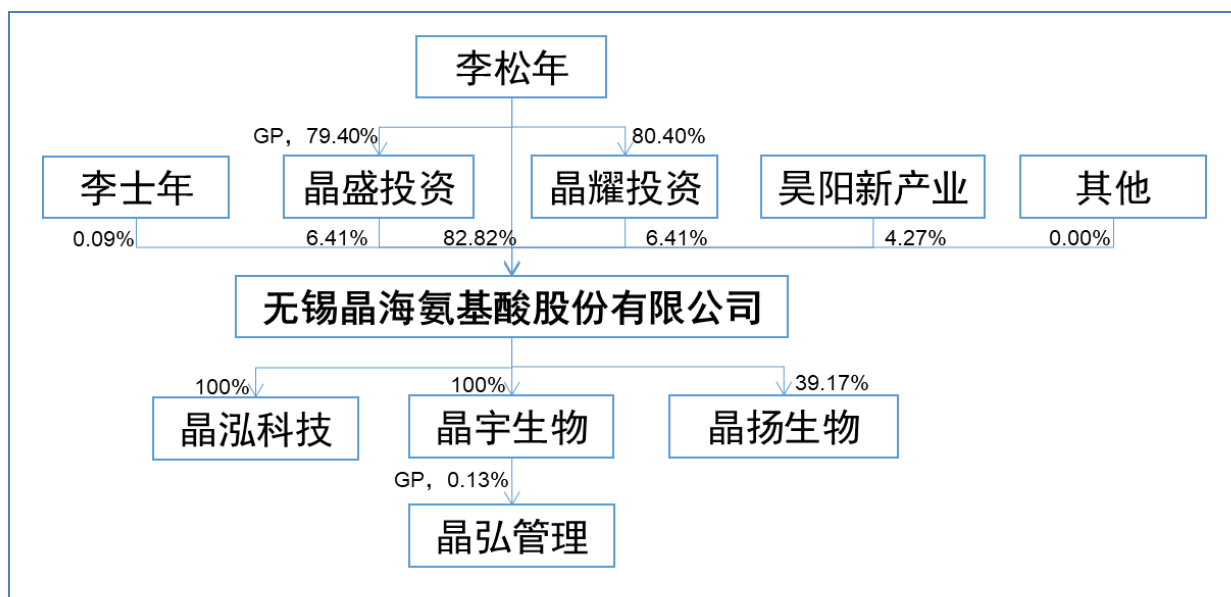 李松年
GP，79.40%
80.40%
李士年
晶盛投资
晶耀投资
昊阳新产业
其他
0.09%
6.41%
82.82%
6.41%
4.27%
0.00%
无锡晶海氨基酸股份有限公司
100%
100%
39.17%
晶泓科技
晶宇生物
晶扬生物
GP，0.13%
晶弘管理